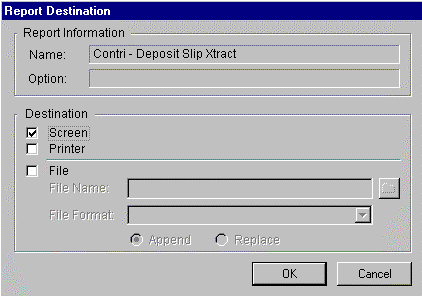 Report Destination
Report Information
Name: Contri - Deposit Slip Xtract
Option:
Destination
Screen
Printer
File
File Name:
File Format:
Append Replace
OK Cancel